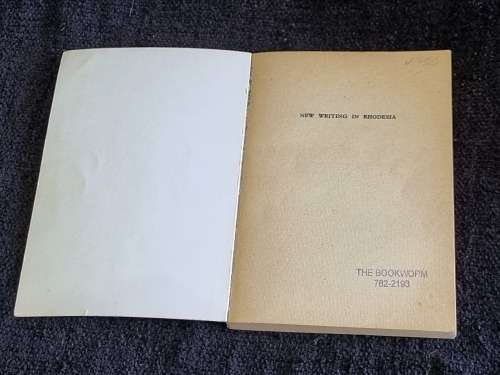 NEW WRITING IN RHODESIA
THE BOOKWORM
782-2193